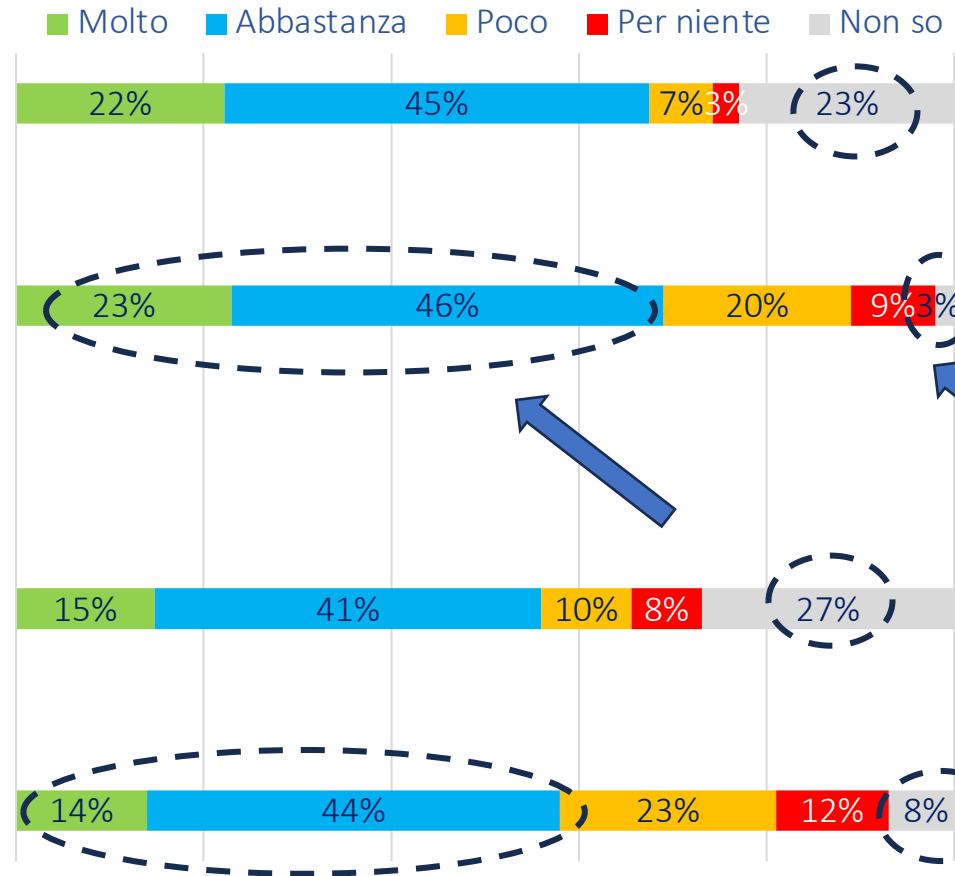 Molto Abbastanza Poco Per niente Non so
22% 45% 7% 3% 23%
23% 46% 20% 9% 3%
15% 41% 10% 8% 27%
14% 44% 23% 12% 8%